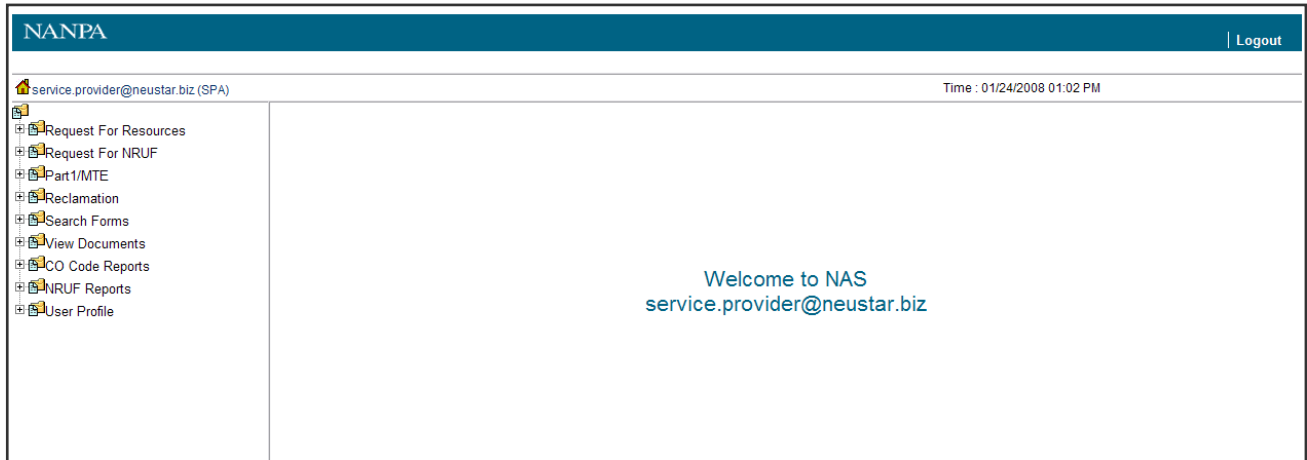 NANPA
| Logout
service.provider@neustar.biz (SPA)
Time : 01/24/2008 01:02 PM
Request For Resources
Request For NRUF
Part1/MTE
Reclamation
Search Forms
View Documents
CO Code Reports
NRUF Reports
User Profile
Welcome to NAS
service.provider@neustar.biz